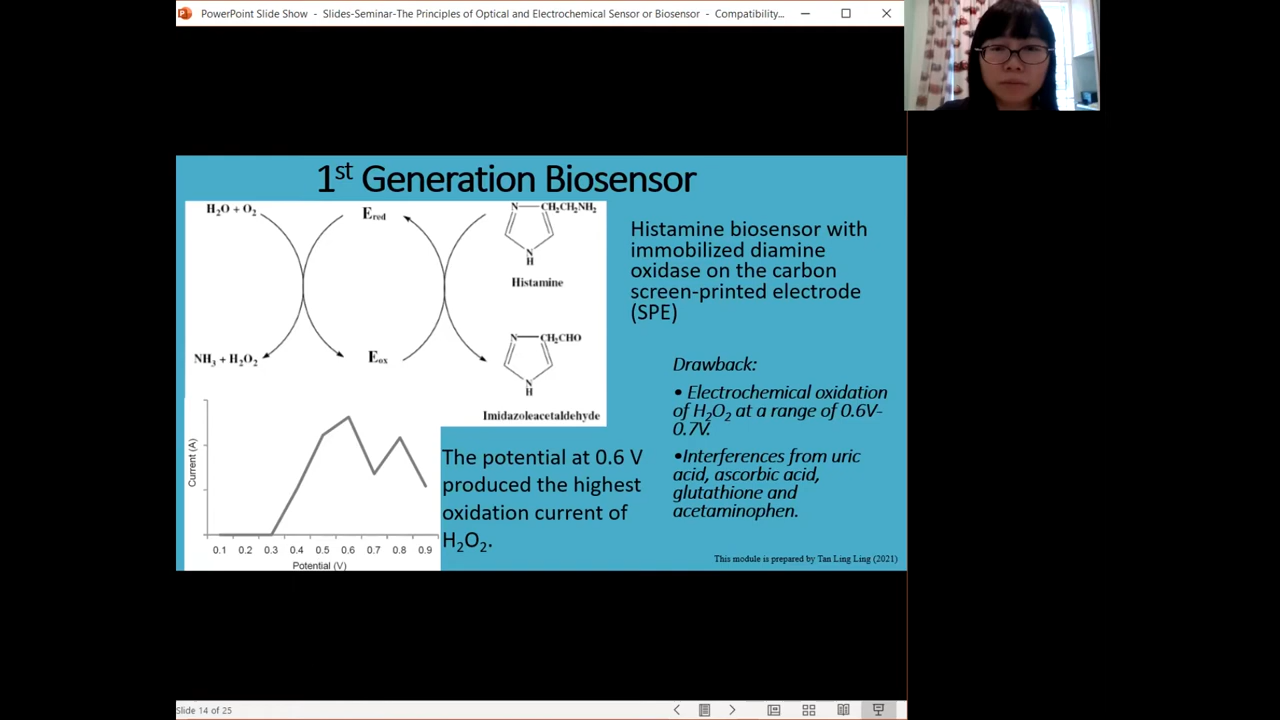 PowerPoint Slide Show - Slides-Seminar-The Principles of Optical and Electrochemical Sensor or Biosensor - Compatibility...
1st Generation Biosensor
H2O + O2
Ered
N
CH2CH2NH2
N
H
Histamine
NH3 + H2O2
Eox
N
CH2CHO
N
H
Imidazoleacetaldehyde
Histamine biosensor with
immobilized diamine
oxidase on the carbon
screen-printed electrode
(SPE)
Drawback:
• Electrochemical oxidation
of H2O2 at a range of 0.6V-
0.7V.
•Interferences from uric
acid, ascorbic acid,
glutathione and
acetaminophen.
Current (A)
0.1 0.2 0.3 0.4 0.5 0.6 0.7 0.8 0.9
Potential (V)
The potential at 0.6 V
produced the highest
oxidation current of
H2O2.
This module is prepared by Tan Ling Ling (2021)
Slide 14 of 25